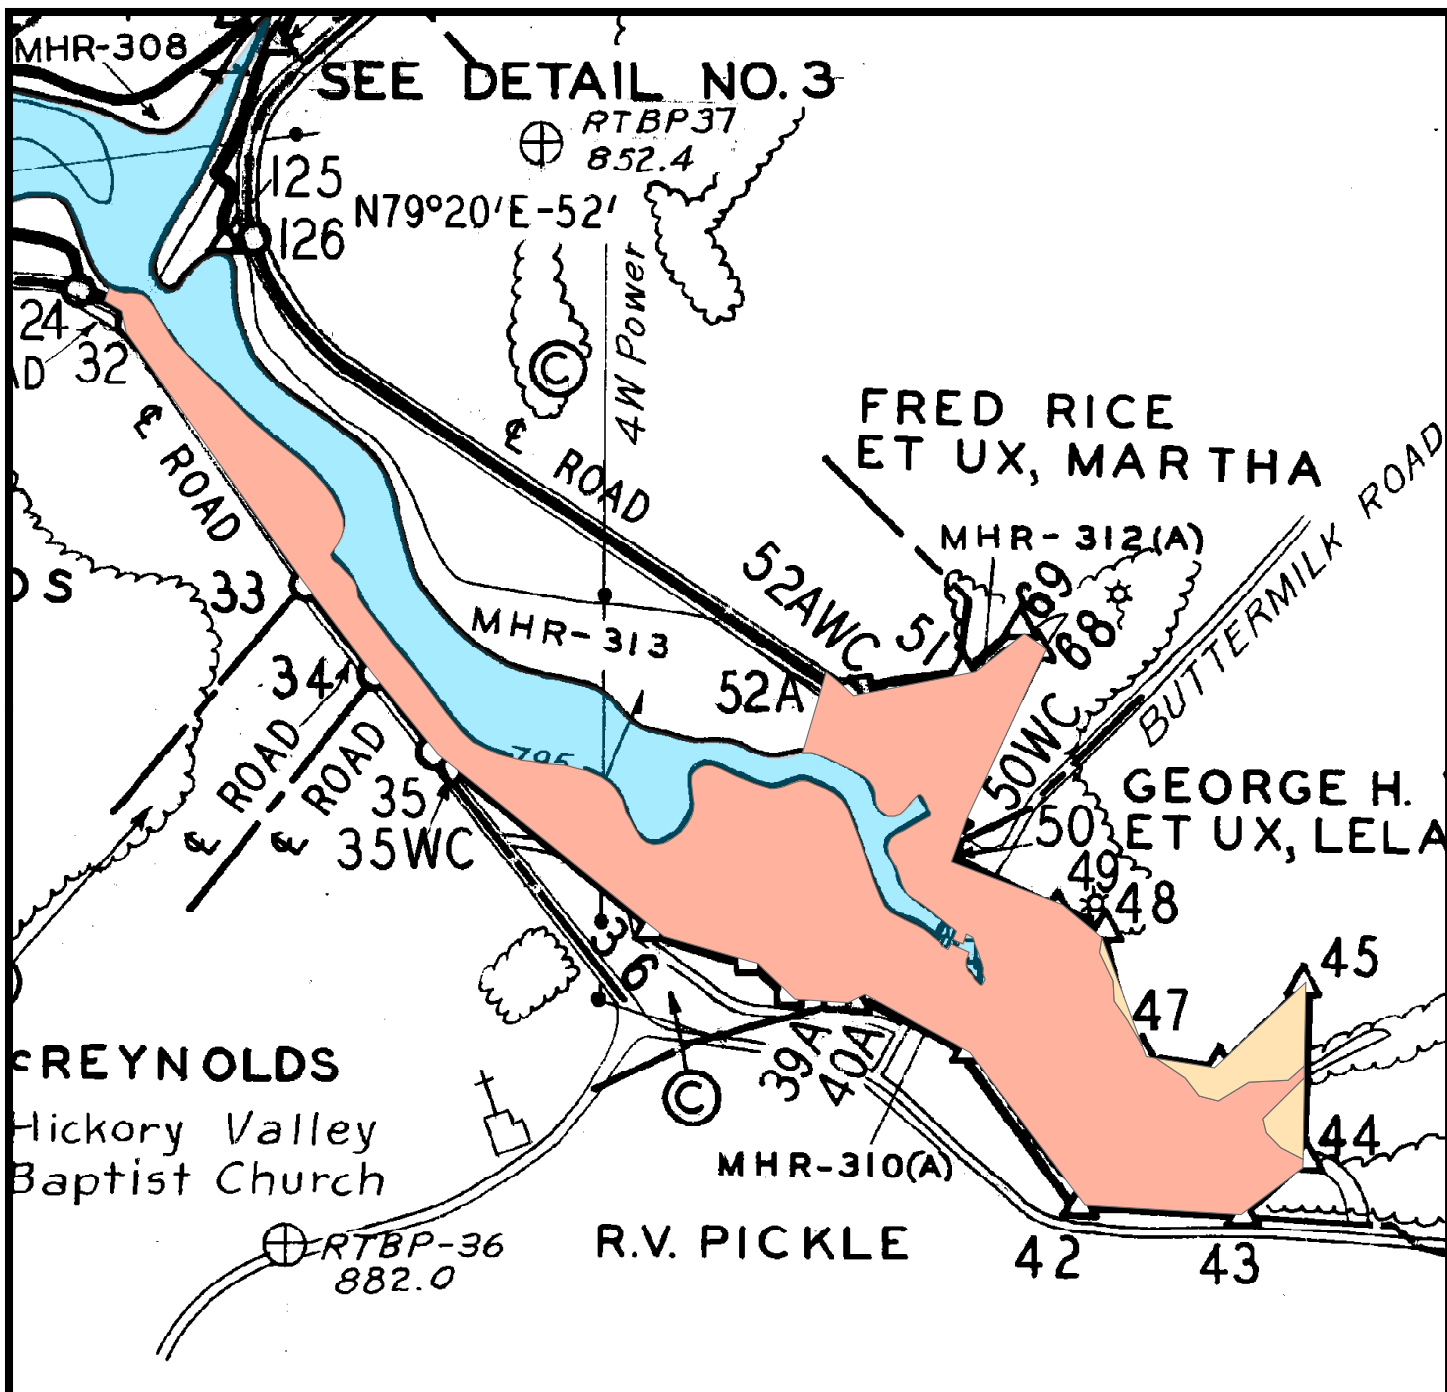 MHR-308
SEE DETAIL NO. 3
RTBP37
852.4
125
N79°20'E-52'
126
4W Power
24
32
C
℄ ROAD
℄ ROAD
FRED RICE
ET UX, MARTHA
BUTTERMILK ROAD
MHR-312(A)
52AWC
51
69
68
33
MHR-313
34
52A
50WC
℄ ROAD
℄ ROAD
795
35
35WC
GEORGE H.
ET UX, LELA
50
49
48
36
45
47
39A
40A
C
REYNOLDS
Hickory Valley
Baptist Church
44
MHR-310(A)
RTBP-36
882.0
R.V. PICKLE
42
43